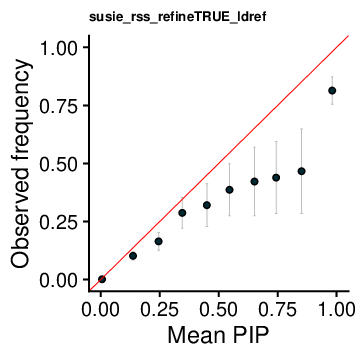 susie_rss_refineTRUE_ldref
Observed frequency
1.00
0.75
0.50
0.25
0.00
0.00 0.25 0.50 0.75 1.00
Mean PIP